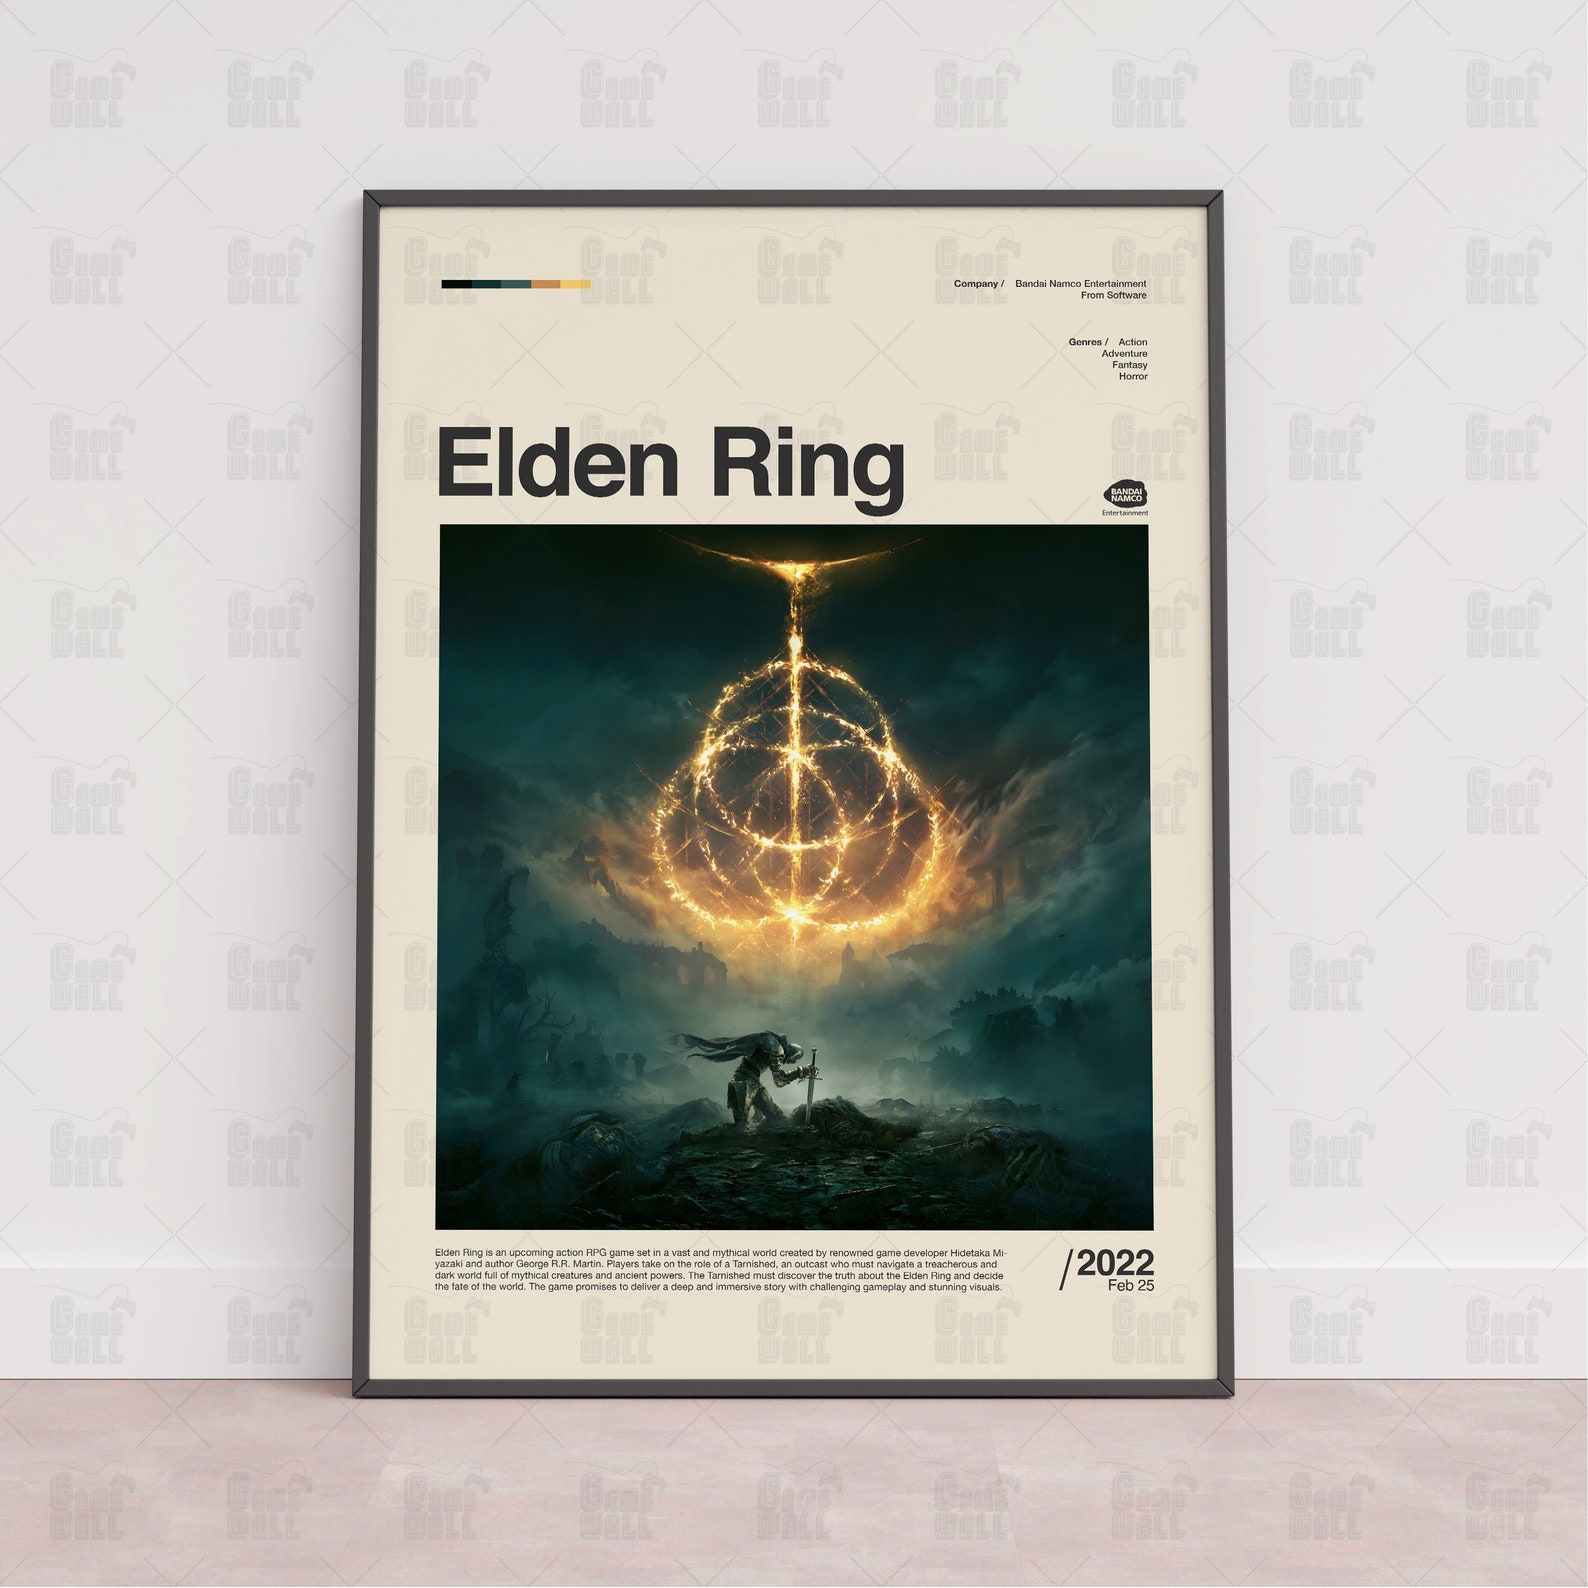 Company / Bandai Namco Entertainment
From Software
Genres / Action
Adventure
Fantasy
Horror
Elden Ring
BANDAI
NAMCO
Entertainment
Elden Ring is an upcoming action RPG game set in a vast and mythical world created by renowned game developer Hidetaka Mi-
yazaki and author George R.R. Martin. Players take on the role of a Tarnished, an outcast who must navigate a treacherous and
dark world full of mythical creatures and ancient powers. The Tarnished must discover the truth about the Elden Ring and decide
the fate of the world. The game promises to deliver a deep and immersive story with challenging gameplay and stunning visuals.
/2022
Feb 25
GAME
WALL